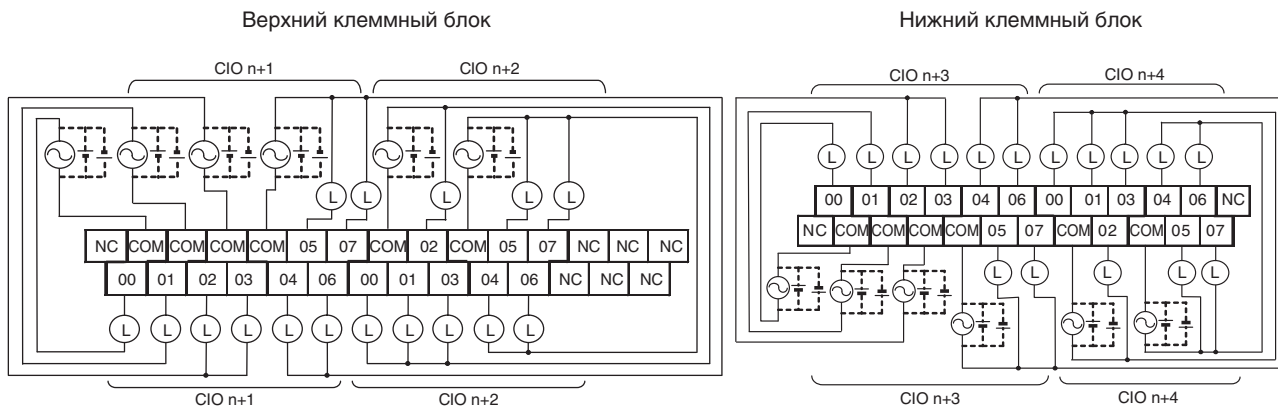 Верхний клеммный блок
CIO n+1 CIO n+2
L L L L L
NC COM COM COM COM 05 07 COM 02 COM 05 07 NC NC NC
00 01 02 03 04 06 00 01 03 04 06 NC NC NC
L L L L L L L L L L L
CIO n+1 CIO n+2
Нижний клеммный блок
CIO n+3 CIO n+4
L L L L L L L L L L L
00 01 02 03 04 06 00 01 03 04 06 NC
NC COM COM COM COM 05 07 COM 02 COM 05 07
L L L L L
CIO n+3 CIO n+4